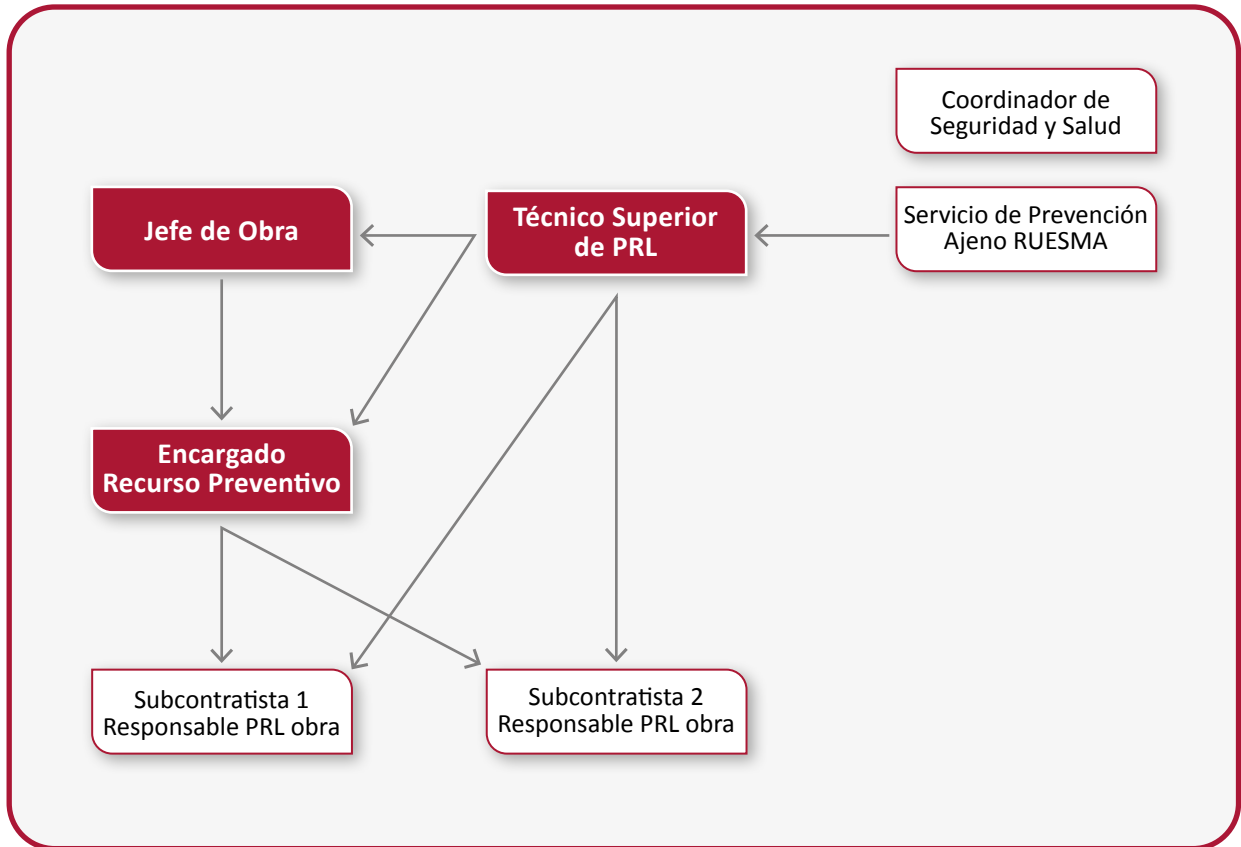 Coordinador de
Seguridad y Salud
Jefe de Obra
Técnico Superior
de PRL
Servicio de Prevención
Ajeno RUESMA
Encargado
Recurso Preventivo
Subcontratista 1
Responsable PRL obra
Subcontratista 2
Responsable PRL obra